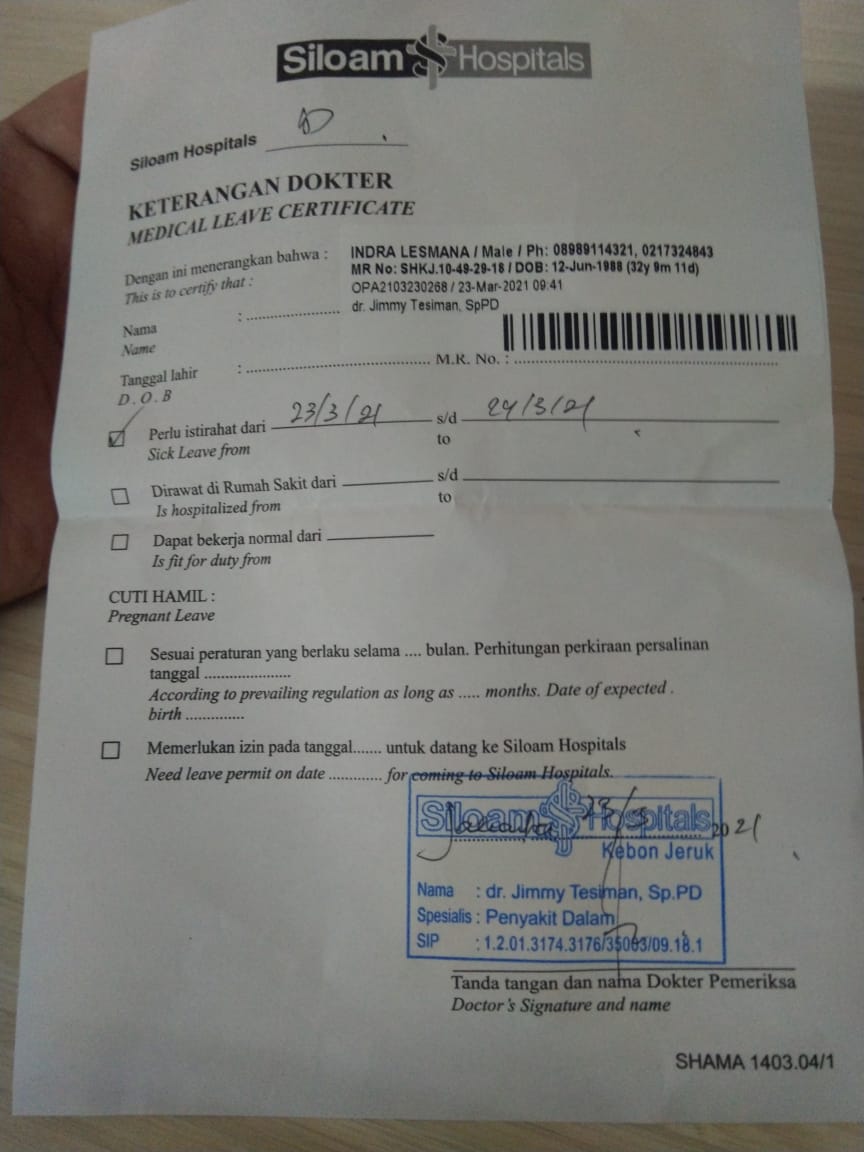 Siloam Hospitals
Siloam Hospitals
KETERANGAN DOKTER
MEDICAL LEAVE CERTIFICATE
Dengan ini menerangkan bahwa :
This is to certify that :
INDRA LESMANA / Male / Ph: 08989114321, 0217324843
MR No: SHKJ.10-49-29-18 / DOB: 12-Jun-1988 (32y 9m 11d)
OPA2103230268 / 23-Mar-2021 09:41
dr. Jimmy Tesiman, SpPD
Nama : ....................
Name
Tanggal lahir : ........................................ M.R. No. : ........................................................
D.O.B
Perlu istirahat dari 23/3/21 s/d 24/3/21
Sick Leave from to
Dirawat di Rumah Sakit dari s/d
Is hospitalized from to
Dapat bekerja normal dari
Is fit for duty from
CUTI HAMIL :
Pregnant Leave
Sesuai peraturan yang berlaku selama .... bulan. Perhitungan perkiraan persalinan
tanggal .....................
According to prevailing regulation as long as ..... months. Date of expected .
birth ..............
Memerlukan izin pada tanggal....... untuk datang ke Siloam Hospitals
Need leave permit on date ............. for coming to Siloam Hospitals.
Siloam Hospitals
Jakarta 23/3 2021
Kebon Jeruk
Nama : dr. Jimmy Tesiman, Sp.PD
Spesialis : Penyakit Dalam
SIP : 1.2.01.3174.3176/35063/09.18.1
Tanda tangan dan nama Dokter Pemeriksa
Doctor's Signature and name
SHAMA 1403.04/1